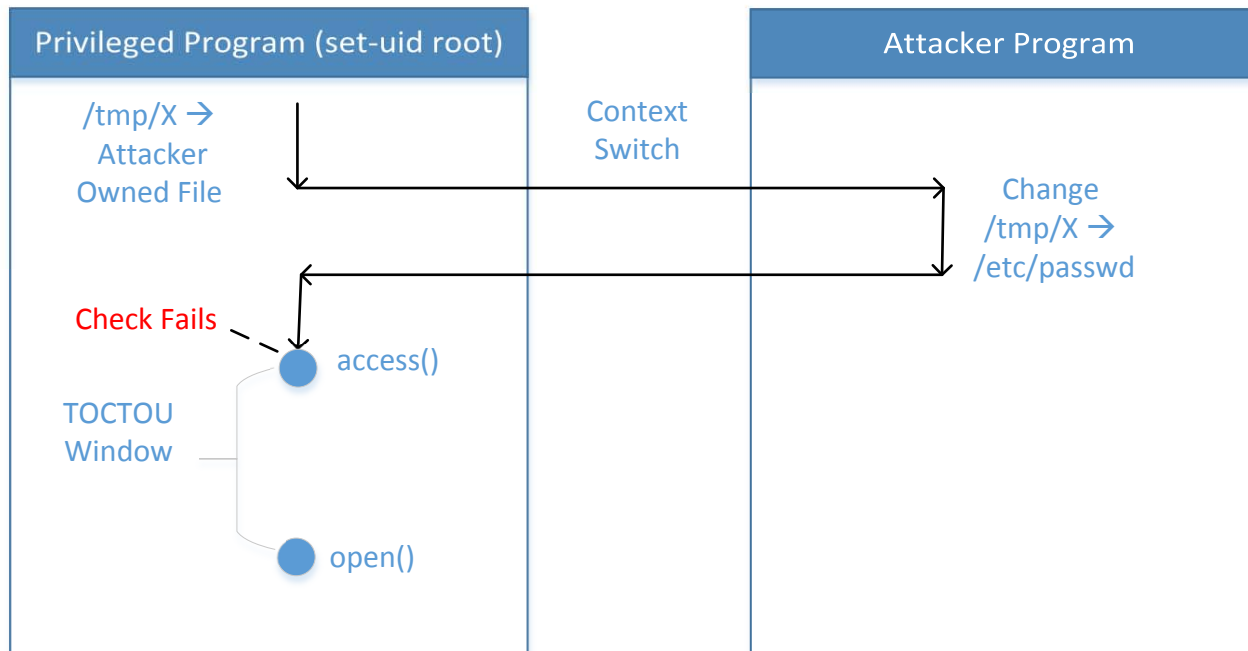 Privileged Program (set-uid root)
Attacker Program
/tmp/X →
Attacker
Owned File
Context
Switch
Change
/tmp/X →
/etc/passwd
Check Fails
access()
TOCTOU
Window
open()